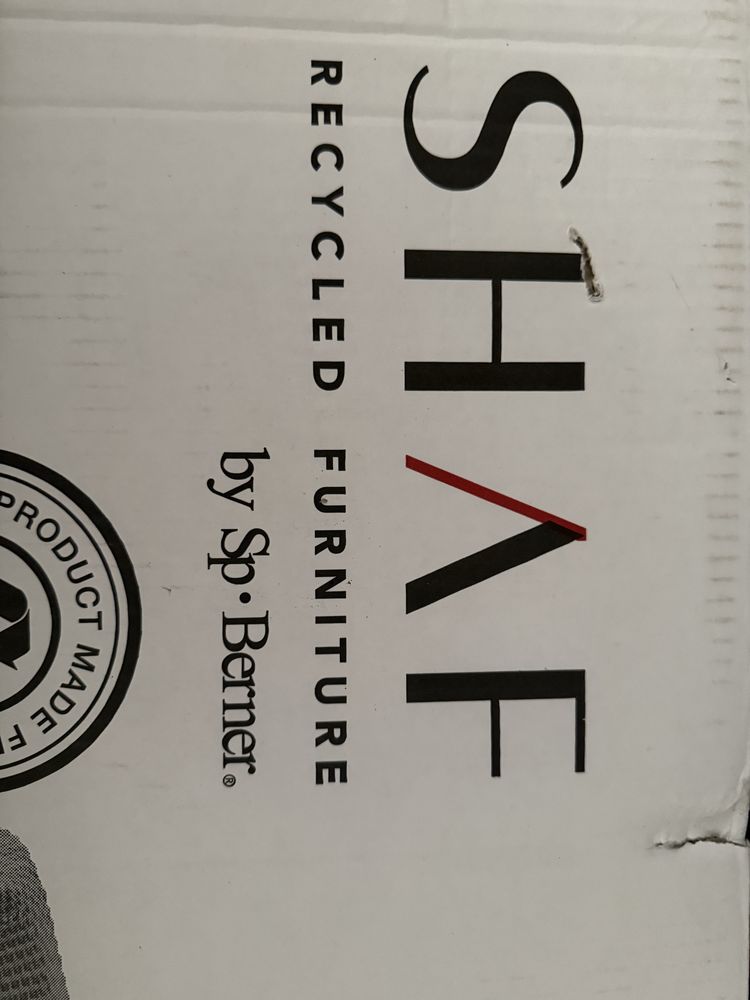 SHAF
RECYCLED FURNITURE
by Sp·Berner®
PRODUCT MADE